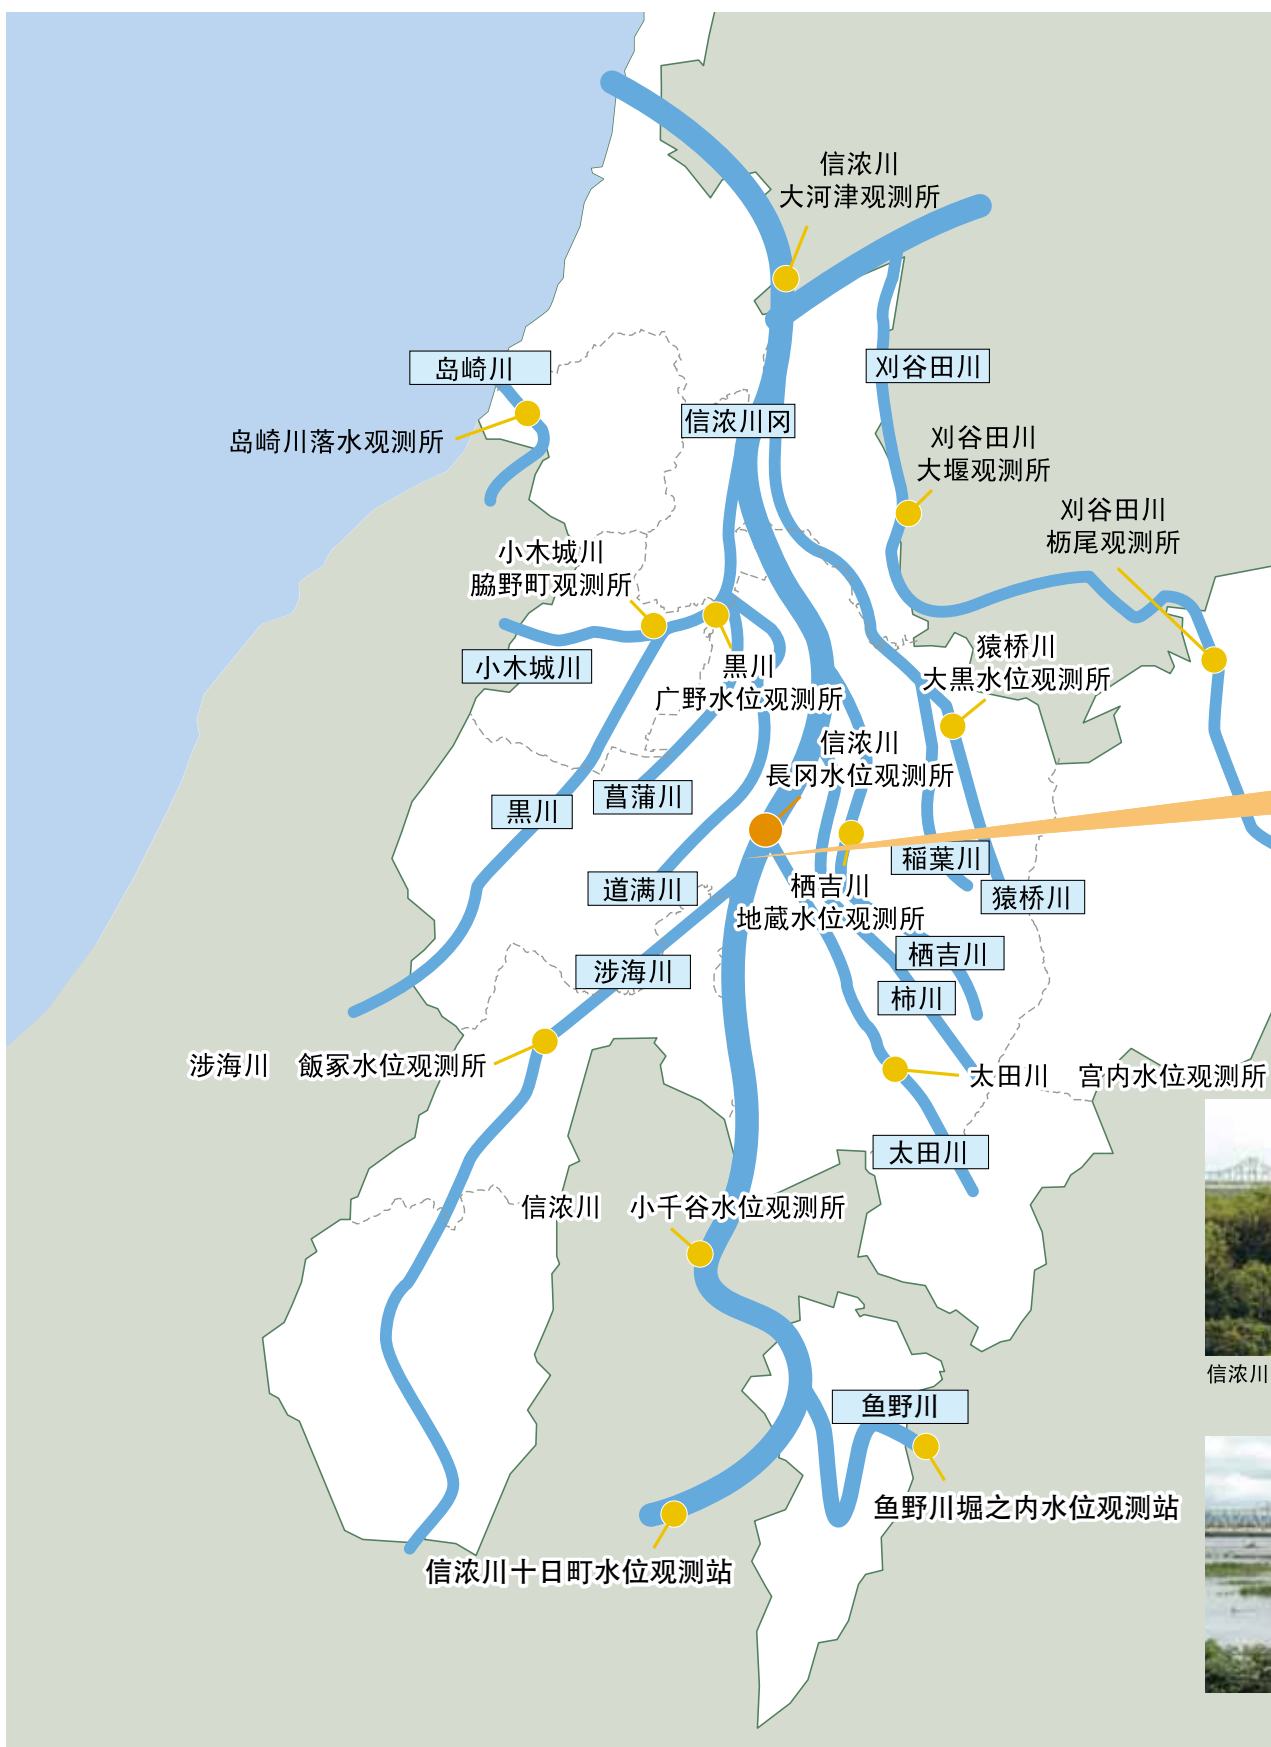 信浓川
大河津观测所
岛崎川
刈谷田川
信浓川冈
岛崎川落水观测所
刈谷田川
大堰观测所
刈谷田川
枥尾观测所
小木城川
脇野町观测所
小木城川
黒川
广野水位观测所
猿桥川
大黒水位观测所
信浓川
長冈水位观测所
黒川
菖蒲川
稲葉川
道满川
栖吉川
地蔵水位观测所
猿桥川
栖吉川
涉海川
柿川
涉海川　飯冢水位观测所
太田川　宫内水位观测所
太田川
信浓川　小千谷水位观测所
信浓川
鱼野川
鱼野川堀之内水位观测站
信浓川十日町水位观测站